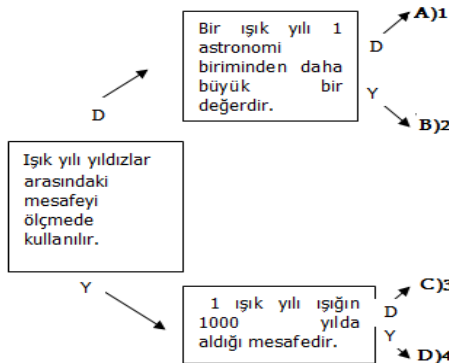 Bir ışık yılı 1
astronomi
biriminden daha
büyük bir
değerdir.
D
A)1
Y
B)2
D
Işık yılı yıldızlar
arasındaki
mesafeyi
ölçmede
kullanılır.
Y
1 ışık yılı ışığın
1000 yılda
aldığı mesafedir.
C)3
D
Y
D)4